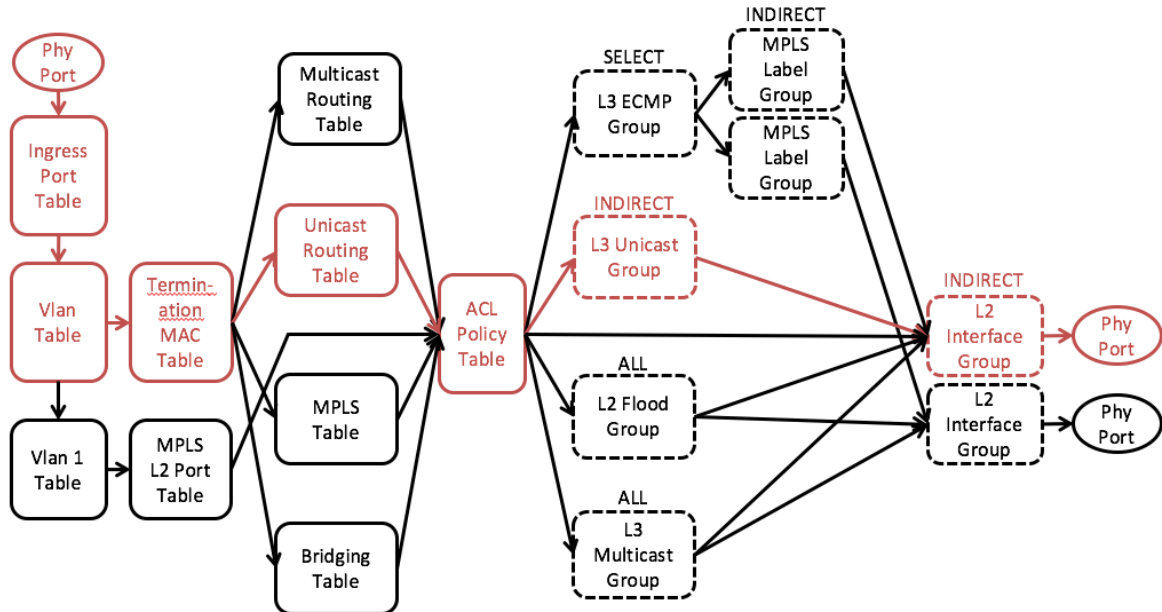 Phy
Port
Ingress
Port
Table
Vlan
Table
Vlan 1
Table
Termin-
ation
MAC
Table
MPLS
L2 Port
Table
Multicast
Routing
Table
Unicast
Routing
Table
MPLS
Table
Bridging
Table
ACL
Policy
Table
SELECT
L3 ECMP
Group
INDIRECT
MPLS
Label
Group
MPLS
Label
Group
INDIRECT
L3 Unicast
Group
ALL
L2 Flood
Group
ALL
L3
Multicast
Group
INDIRECT
L2
Interface
Group
L2
Interface
Group
Phy
Port
Phy
Port